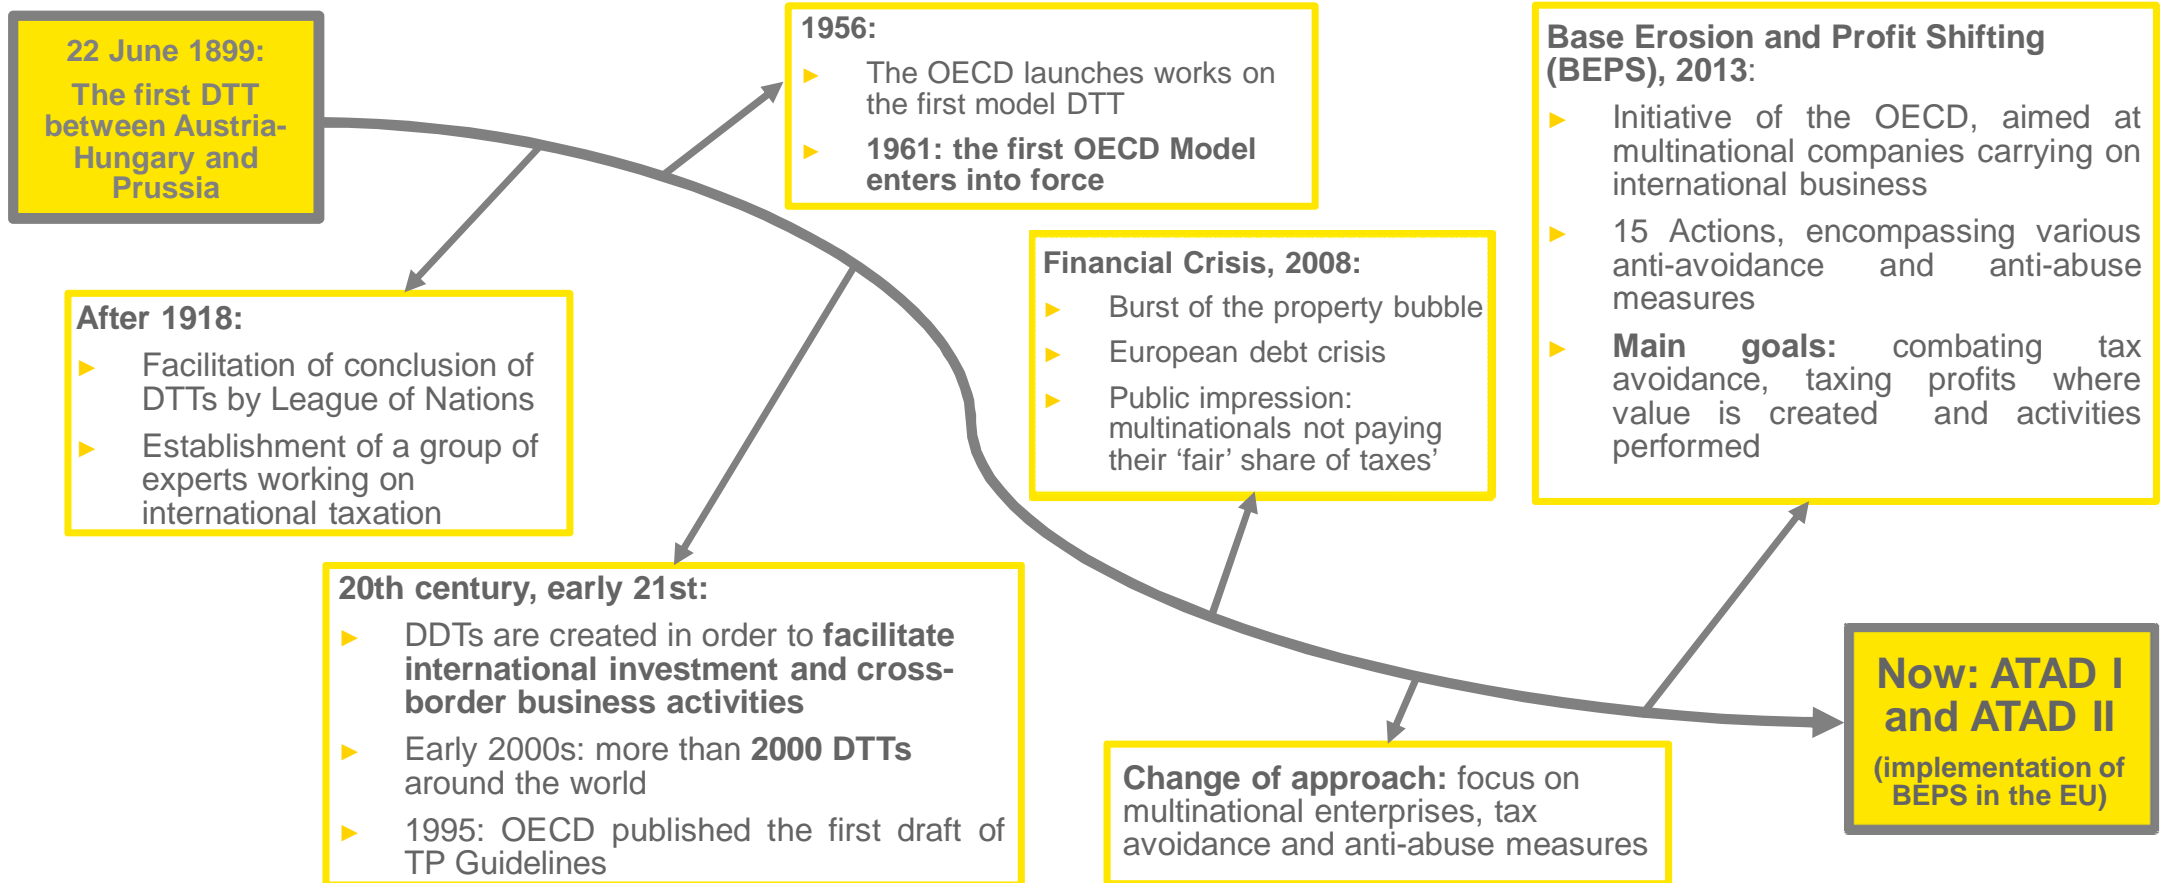 22 June 1899:
The first DTT
between Austria-
Hungary and
Prussia
After 1918:
► Facilitation of conclusion of
DTTs by League of Nations
► Establishment of a group of
experts working on
international taxation
1956:
► The OECD launches works on
the first model DTT
► 1961: the first OECD Model
enters into force
20th century, early 21st:
► DDTs are created in order to facilitate
international investment and cross-
border business activities
► Early 2000s: more than 2000 DTTs
around the world
► 1995: OECD published the first draft of
TP Guidelines
Financial Crisis, 2008:
► Burst of the property bubble
► European debt crisis
► Public impression:
multinationals not paying
their ‘fair’ share of taxes’
Change of approach: focus on
multinational enterprises, tax
avoidance and anti-abuse measures
Base Erosion and Profit Shifting
(BEPS), 2013:
► Initiative of the OECD, aimed at
multinational companies carrying on
international business
► 15 Actions, encompassing various
anti-avoidance and anti-abuse
measures
► Main goals: combating tax
avoidance, taxing profits where
value is created and activities
performed
Now: ATAD I
and ATAD II
(implementation of
BEPS in the EU)